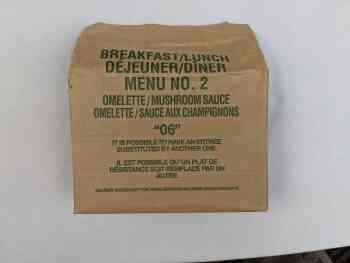 BREAKFAST/LUNCH
DÉJEUNER/DÎNER
MENU NO. 2
OMELETTE / MUSHROOM SAUCE
OMELETTE / SAUCE AUX CHAMPIGNONS
"06"
IT IS POSSIBLE TO HAVE AN ENTREE
SUBSTITUTED BY ANOTHER ONE.
IL EST POSSIBLE QU'UN PLAT DE
RÉSISTANCE SOIT REMPLACÉ PAR UN
AUTRE.